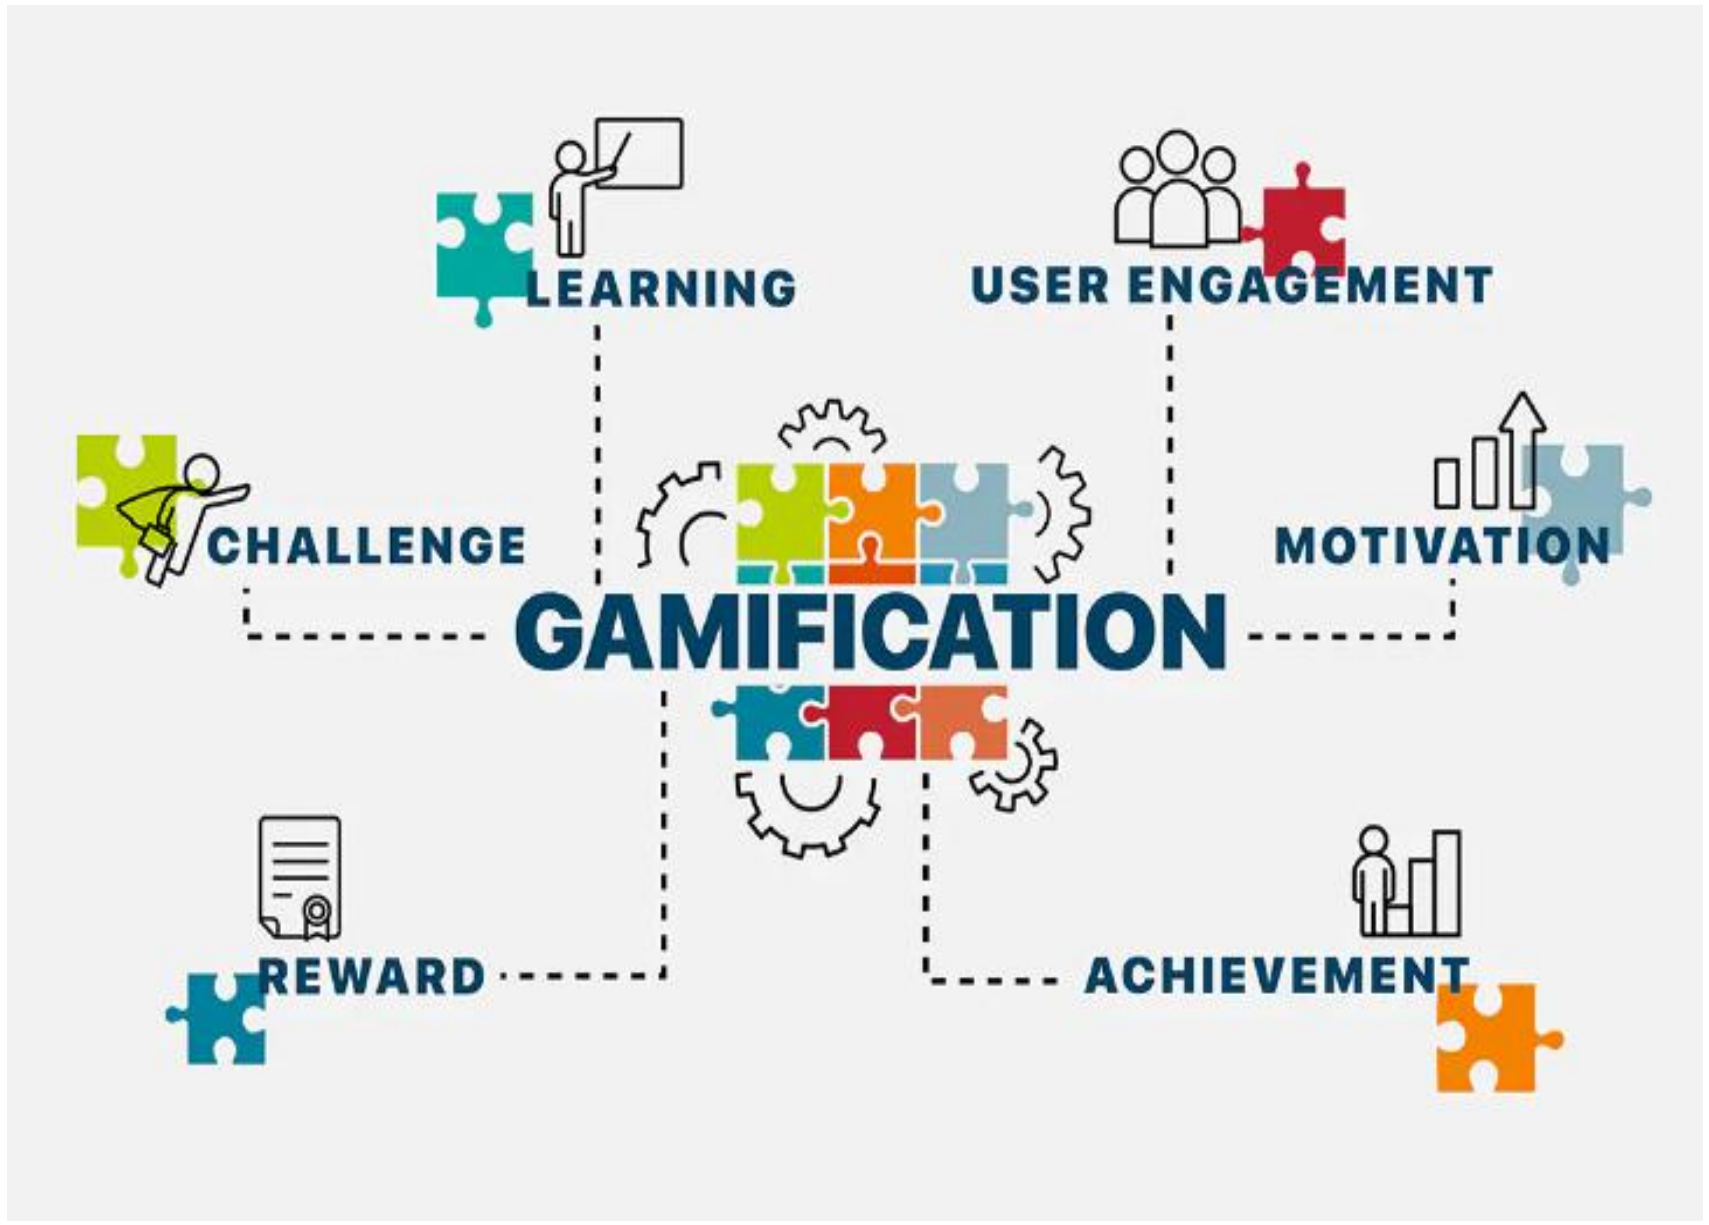 LEARNING
USER ENGAGEMENT
CHALLENGE
MOTIVATION
GAMIFICATION
REWARD
ACHIEVEMENT